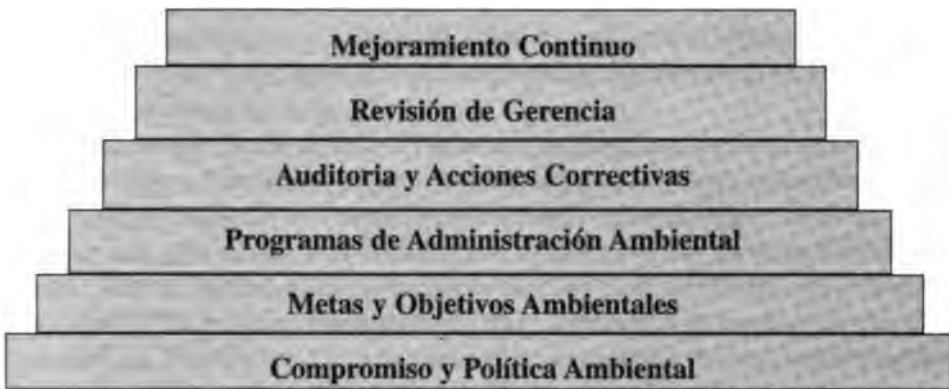 Mejoramiento Continuo
Revisión de Gerencia
Auditoria y Acciones Correctivas
Programas de Administración Ambiental
Metas y Objetivos Ambientales
Compromiso y Política Ambiental